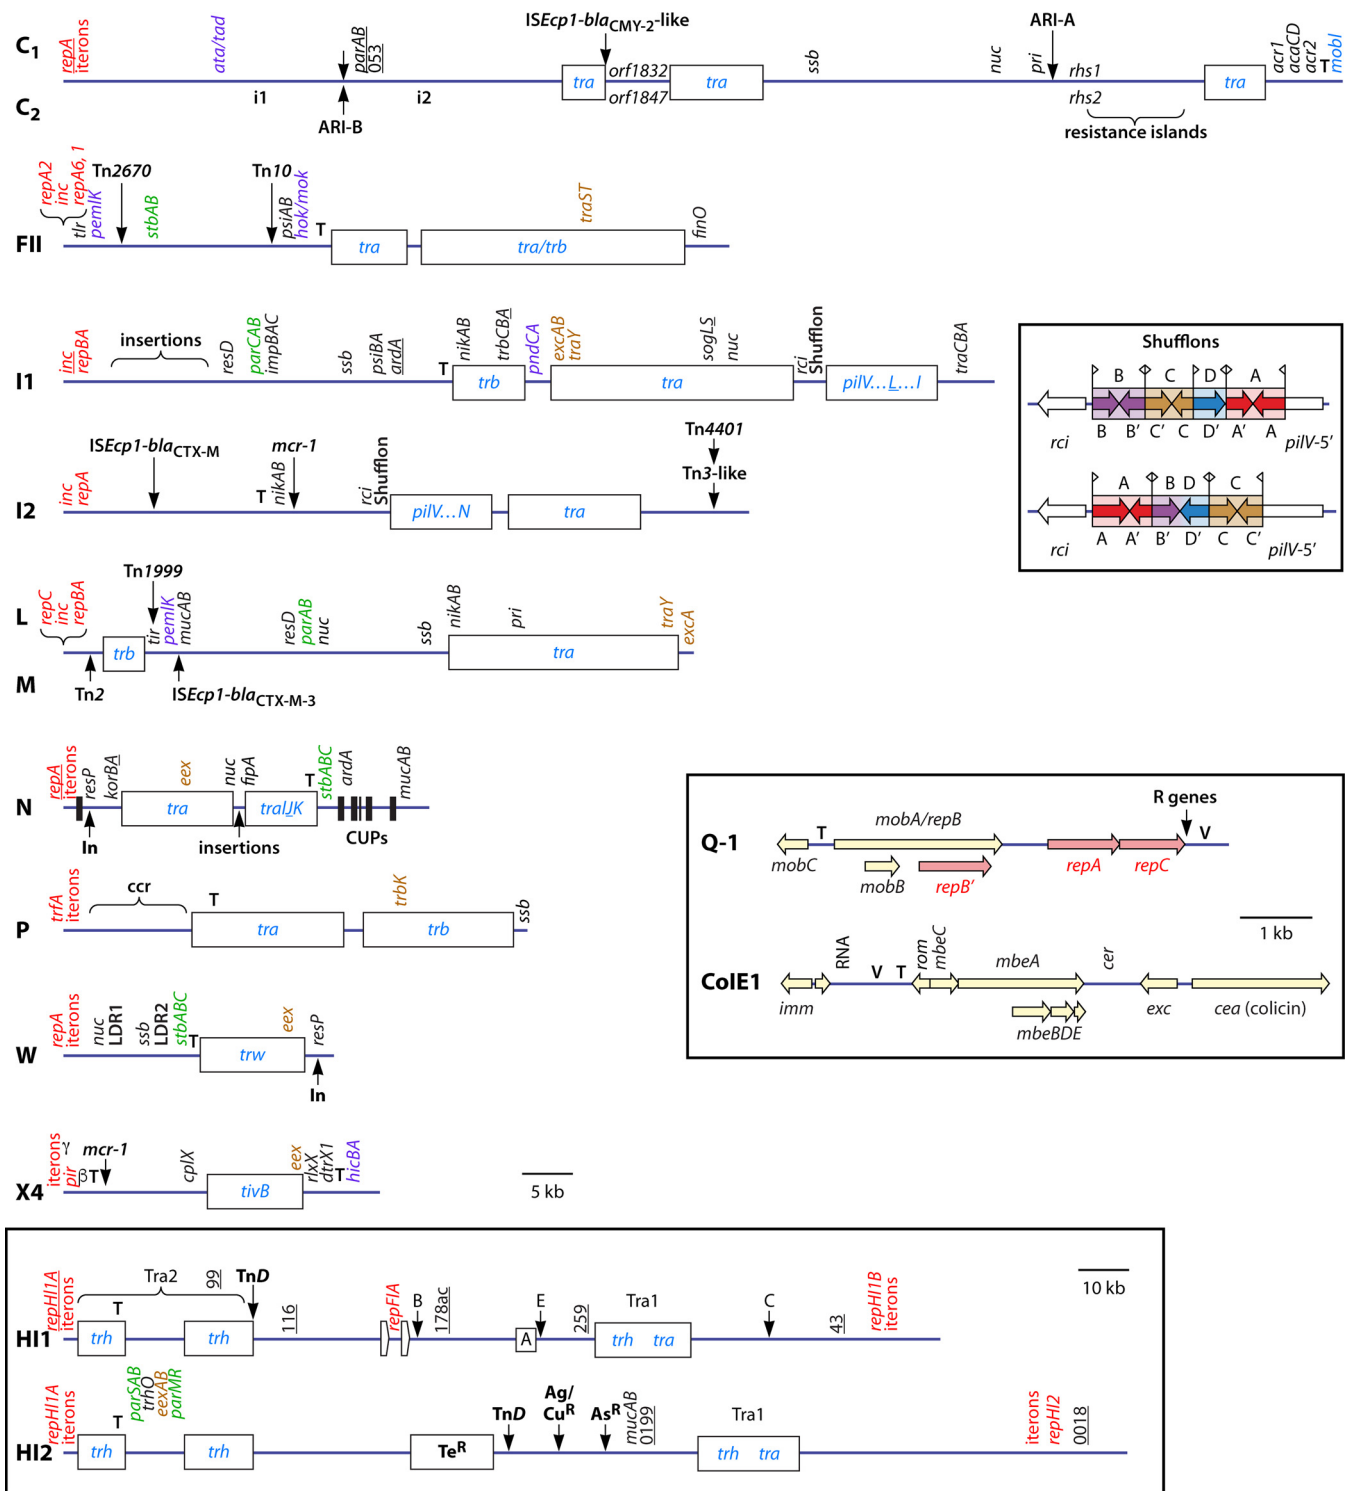 C1
C2
repA
iterons
ata/tad
i1
ARI-B
parAB
053
i2
ISEcp1-blaCMY-2-like
tra
orf1832
orf1847
tra
ssb
nuc
pri
ARI-A
rhs1
rhs2
resistance islands
tra
acr1
acaCD
acr2
T
mobI
FII
repA2
inc
repA6, 1
tlr
pemIK
Tn2670
stbAB
Tn10
psiAB
hok/mok
T
tra
traST
tra/trb
finO
I1
inc
repBA
insertions
resD
parCAB
impBAC
ssb
psiBA
ardA
T
nikAB
trb
trbCBA
pndCA
excAB
traY
tra
sogLS
nuc
rci
Shufflon
pilV...L...I
traCBA
Shufflons
B C D A
B B′ C′ C D′ A′ A
rci
pilV-5′
A B D C
A A′ B′ D′ C C′
rci
pilV-5′
I2
inc
repA
ISEcp1-blaCTX-M
T
nikAB
mcr-1
rci
Shufflon
pilV...N
tra
Tn4401
Tn3-like
L
M
repC
inc
repBA
Tn2
trb
Tn1999
tir
pemIK
mucAB
ISEcp1-blaCTX-M-3
resD
parAB
nuc
ssb
nikAB
pri
tra
traY
excA
N
repA
iterons
resP
In
korBA
eex
tra
nuc
insertions
fipA
traIJK
T
stbABC
ardA
CUPs
mucAB
P
trfA
iterons
ccr
T
tra
trbK
trb
ssb
W
repA
iterons
nuc
LDR1
ssb
LDR2
stbABC
T
trw
eex
resP
In
X4
iterons
γ
pir
β
T
mcr-1
cplX
tivB
eex
rlxX
dtrX1
T
hicBA
5 kb
Q-1
mobC
T
mobA/repB
mobB
repB′
repA
repC
R genes
V
1 kb
ColE1
imm
RNA
V
T
rom
mbeC
mbeA
mbeBDE
cer
exc
cea (colicin)
10 kb
HI1
repHI1A
iterons
Tra2
T
trh
trh
99
TnD
116
repFIA
B
178ac
A
E
259
Tra1
trh tra
C
43
repHI1B
iterons
HI2
repHI1A
iterons
T
trh
parSAB
trhO
eexAB
parMR
trh
TeR
TnD
Ag/
CuR
AsR
mucAB
0199
Tra1
trh tra
iterons
repHI2
0018